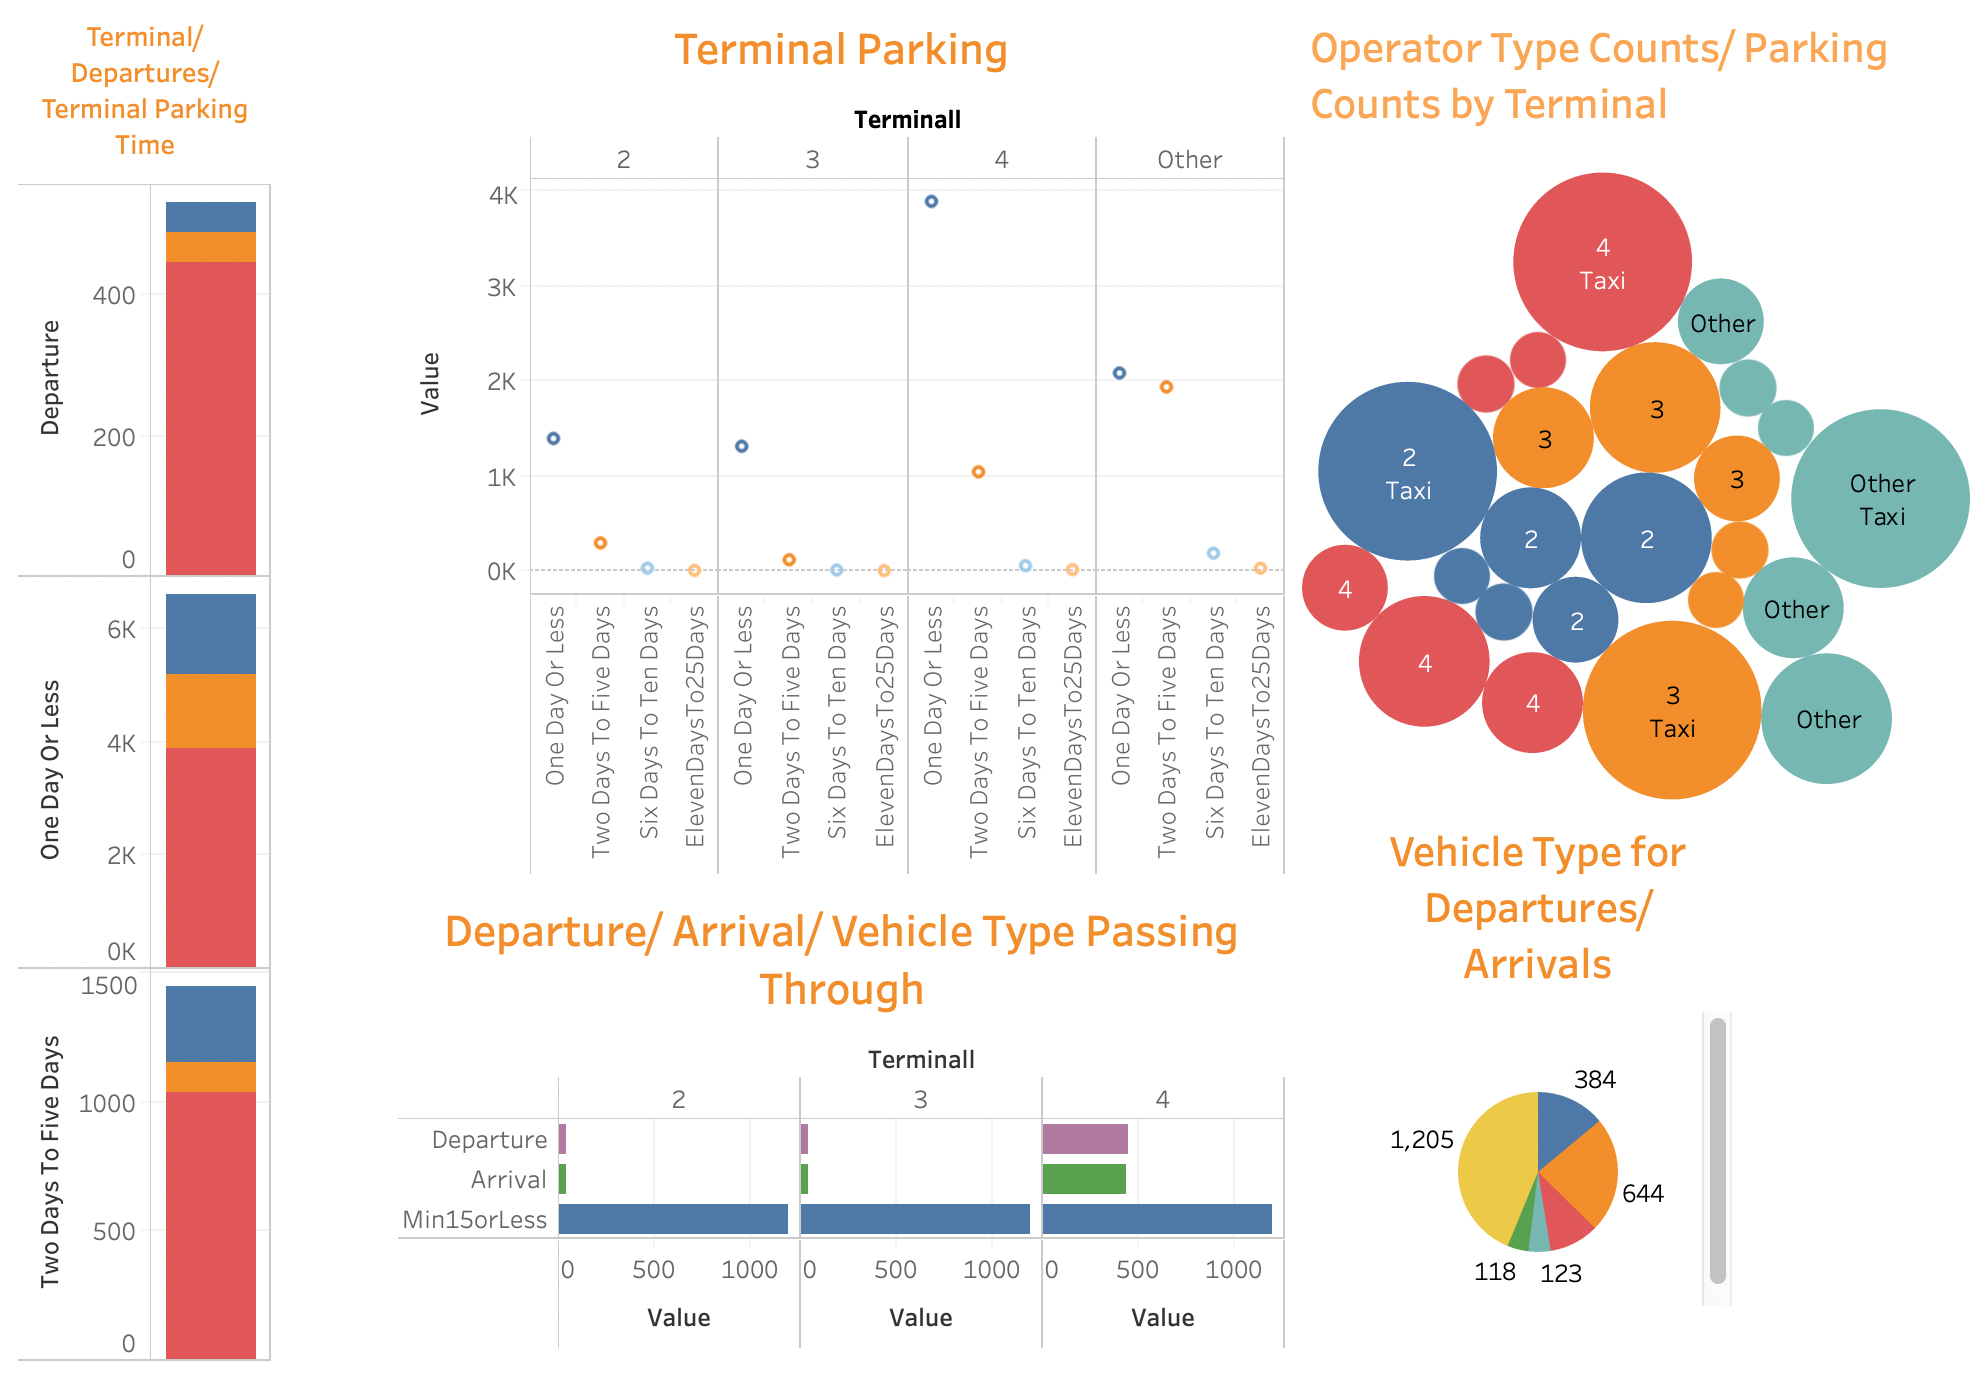 Terminal/
Departures/
Terminal Parking
Time
Departure
400
200
0
One Day Or Less
6K
4K
2K
0K
Two Days To Five Days
1500
1000
500
0
Terminal Parking
Terminall
2 3 4 Other
Value
4K
3K
2K
1K
0K
One Day Or Less
Two Days To Five Days
Six Days To Ten Days
ElevenDaysTo25Days
One Day Or Less
Two Days To Five Days
Six Days To Ten Days
ElevenDaysTo25Days
One Day Or Less
Two Days To Five Days
Six Days To Ten Days
ElevenDaysTo25Days
One Day Or Less
Two Days To Five Days
Six Days To Ten Days
ElevenDaysTo25Days
Departure/ Arrival/ Vehicle Type Passing
Through
Terminall
2 3 4
Departure
Arrival
Min15orLess
0 500 1000 0 500 1000 0 500 1000
Value Value Value
Operator Type Counts/ Parking
Counts by Terminal
4
Taxi
Other
3
3
2
Taxi
3
Other
Taxi
2
2
4
Other
2
4
3
Taxi
4
Other
Vehicle Type for
Departures/
Arrivals
384
1,205
644
118
123